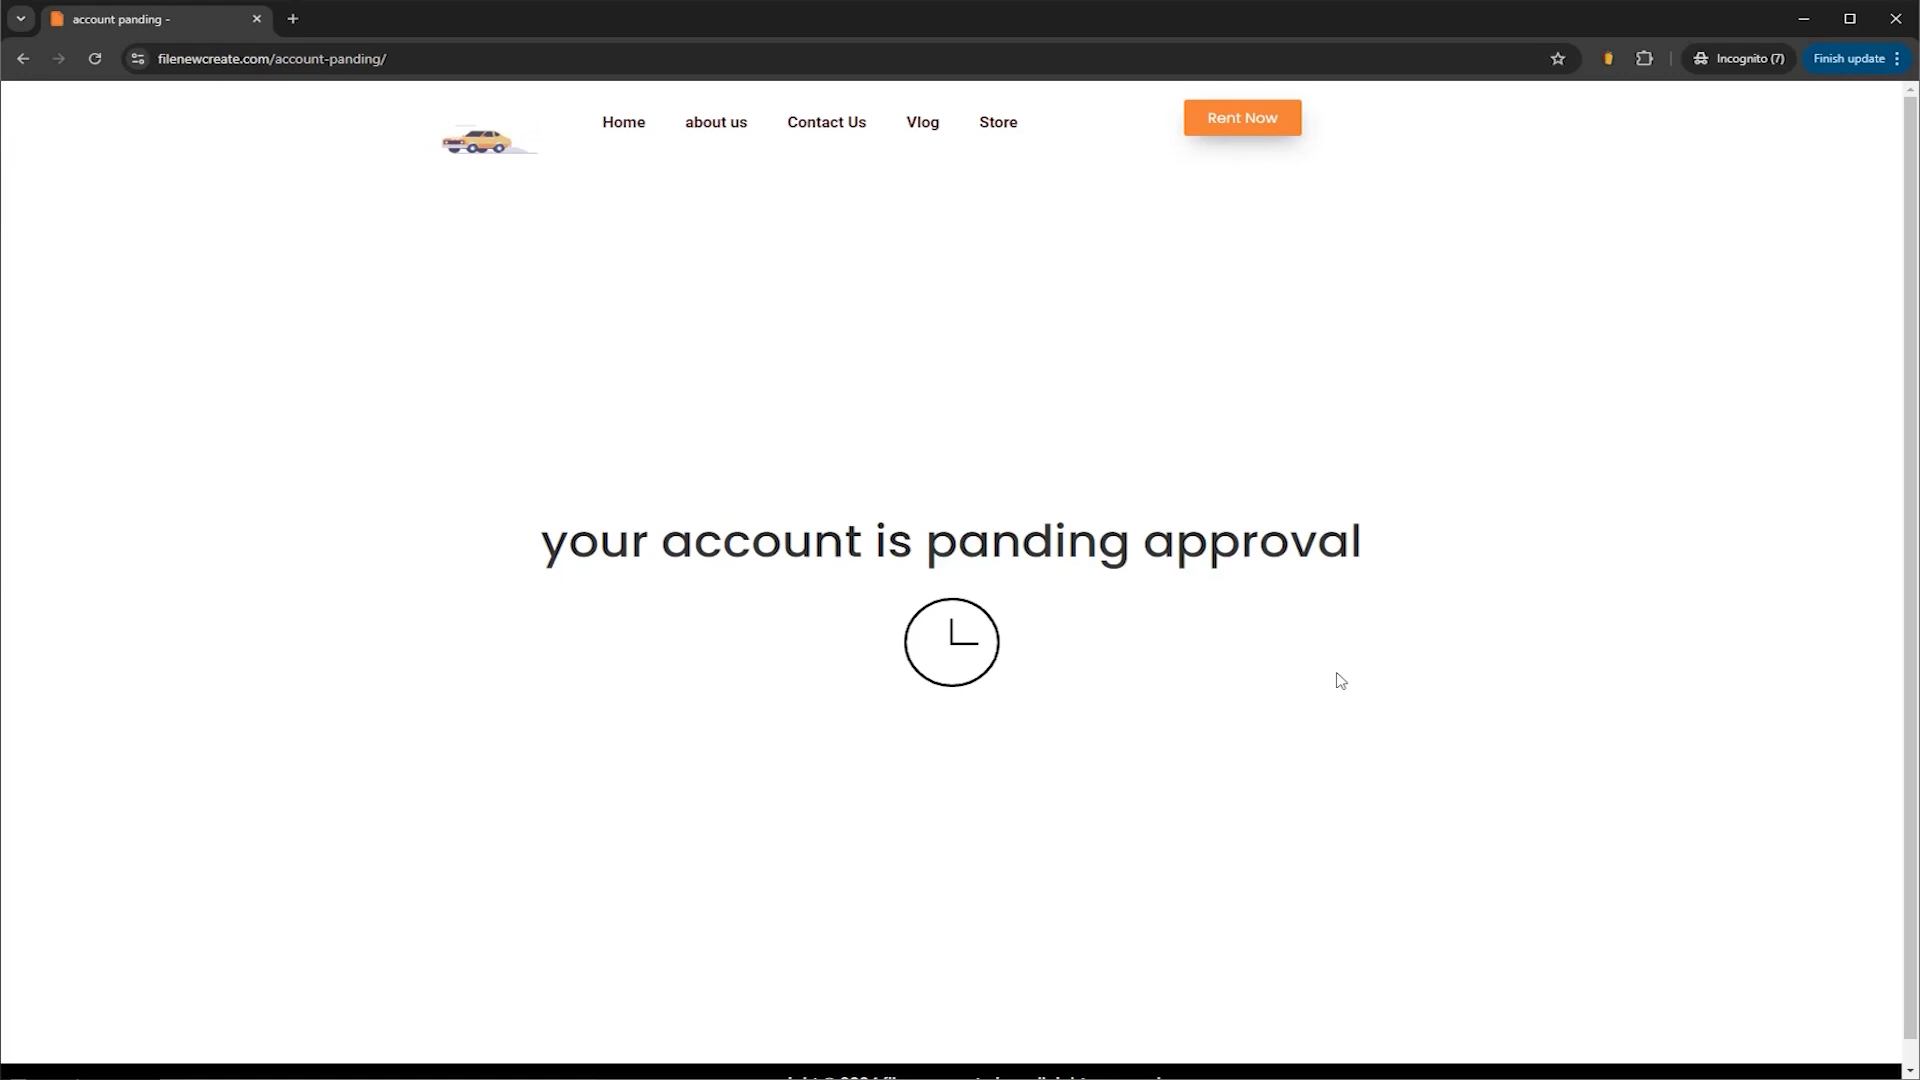 account panding -
filenewcreate.com/account-panding/
Incognito (7)
Finish update
Home about us Contact Us Vlog Store
Rent Now
your account is panding approval